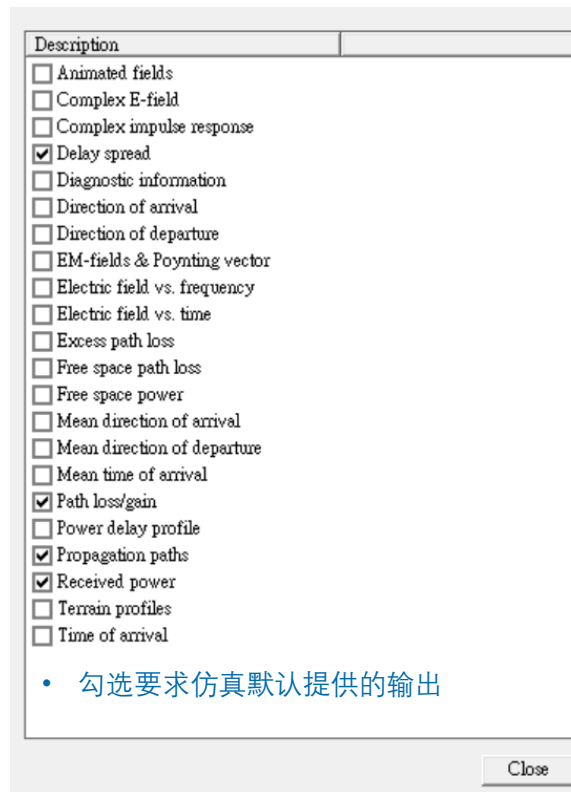 Description
Animated fields
Complex E-field
Complex impulse response
Delay spread
Diagnostic information
Direction of arrival
Direction of departure
EM-fields & Poynting vector
Electric field vs. frequency
Electric field vs. time
Excess path loss
Free space path loss
Free space power
Mean direction of arrival
Mean direction of departure
Mean time of arrival
Path loss/gain
Power delay profile
Propagation paths
Received power
Terrain profiles
Time of arrival
• 勾选要求仿真默认提供的输出
Close